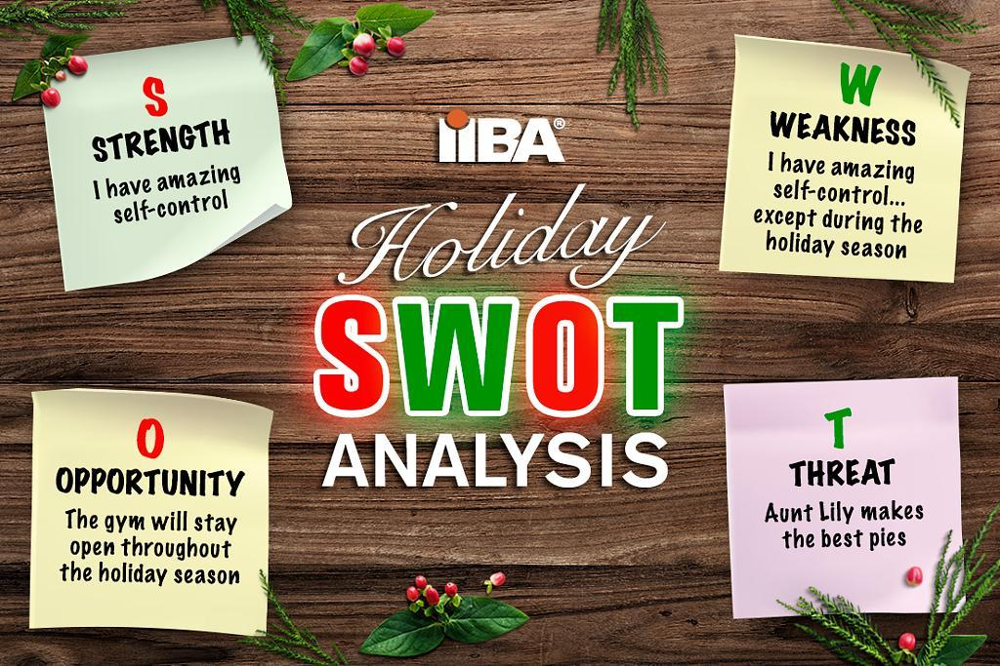 S
STRENGTH
I have amazing
self-control
W
WEAKNESS
I have amazing
self-control...
except during the
holiday season
iiBA®
Holiday
SWOT
ANALYSIS
O
OPPORTUNITY
The gym will stay
open throughout
the holiday season
T
THREAT
Aunt Lily makes
the best pies